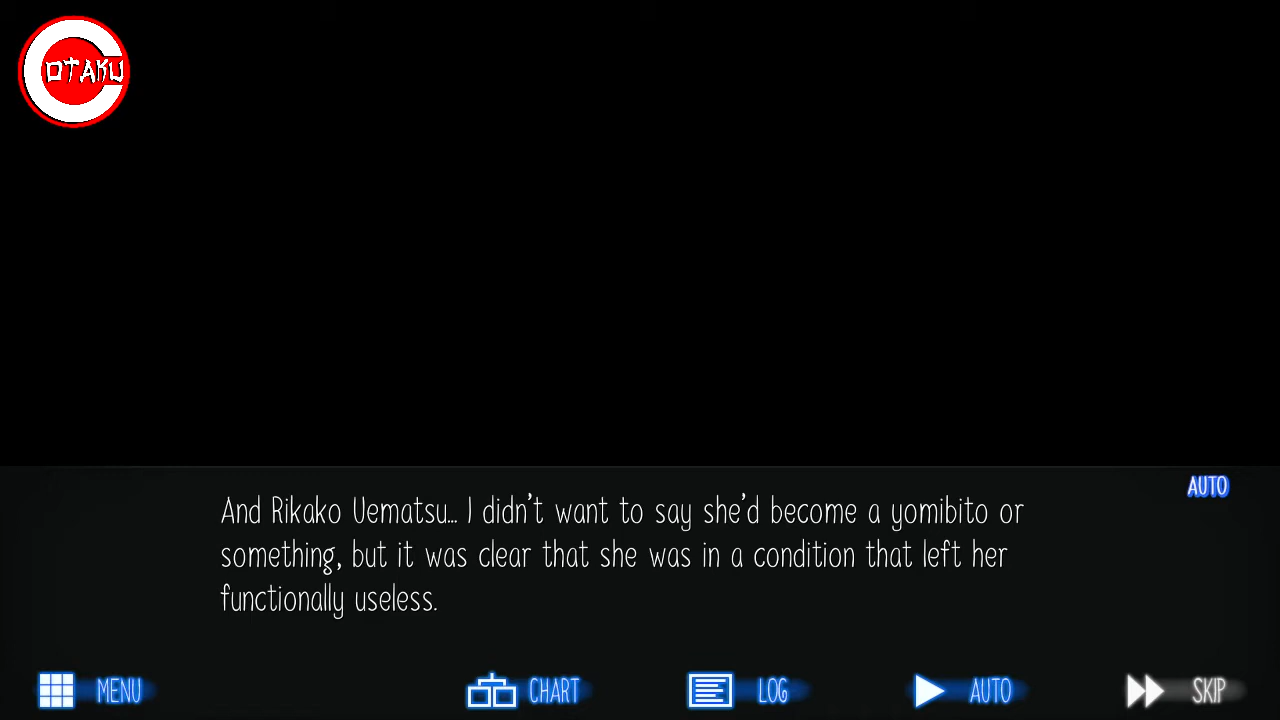 OTAKU
AUTO
And Rikako Uematsu... I didn't want to say she'd become a yomibito or
something, but it was clear that she was in a condition that left her
functionally useless.
MENU
CHART
LOG
AUTO
SKIP